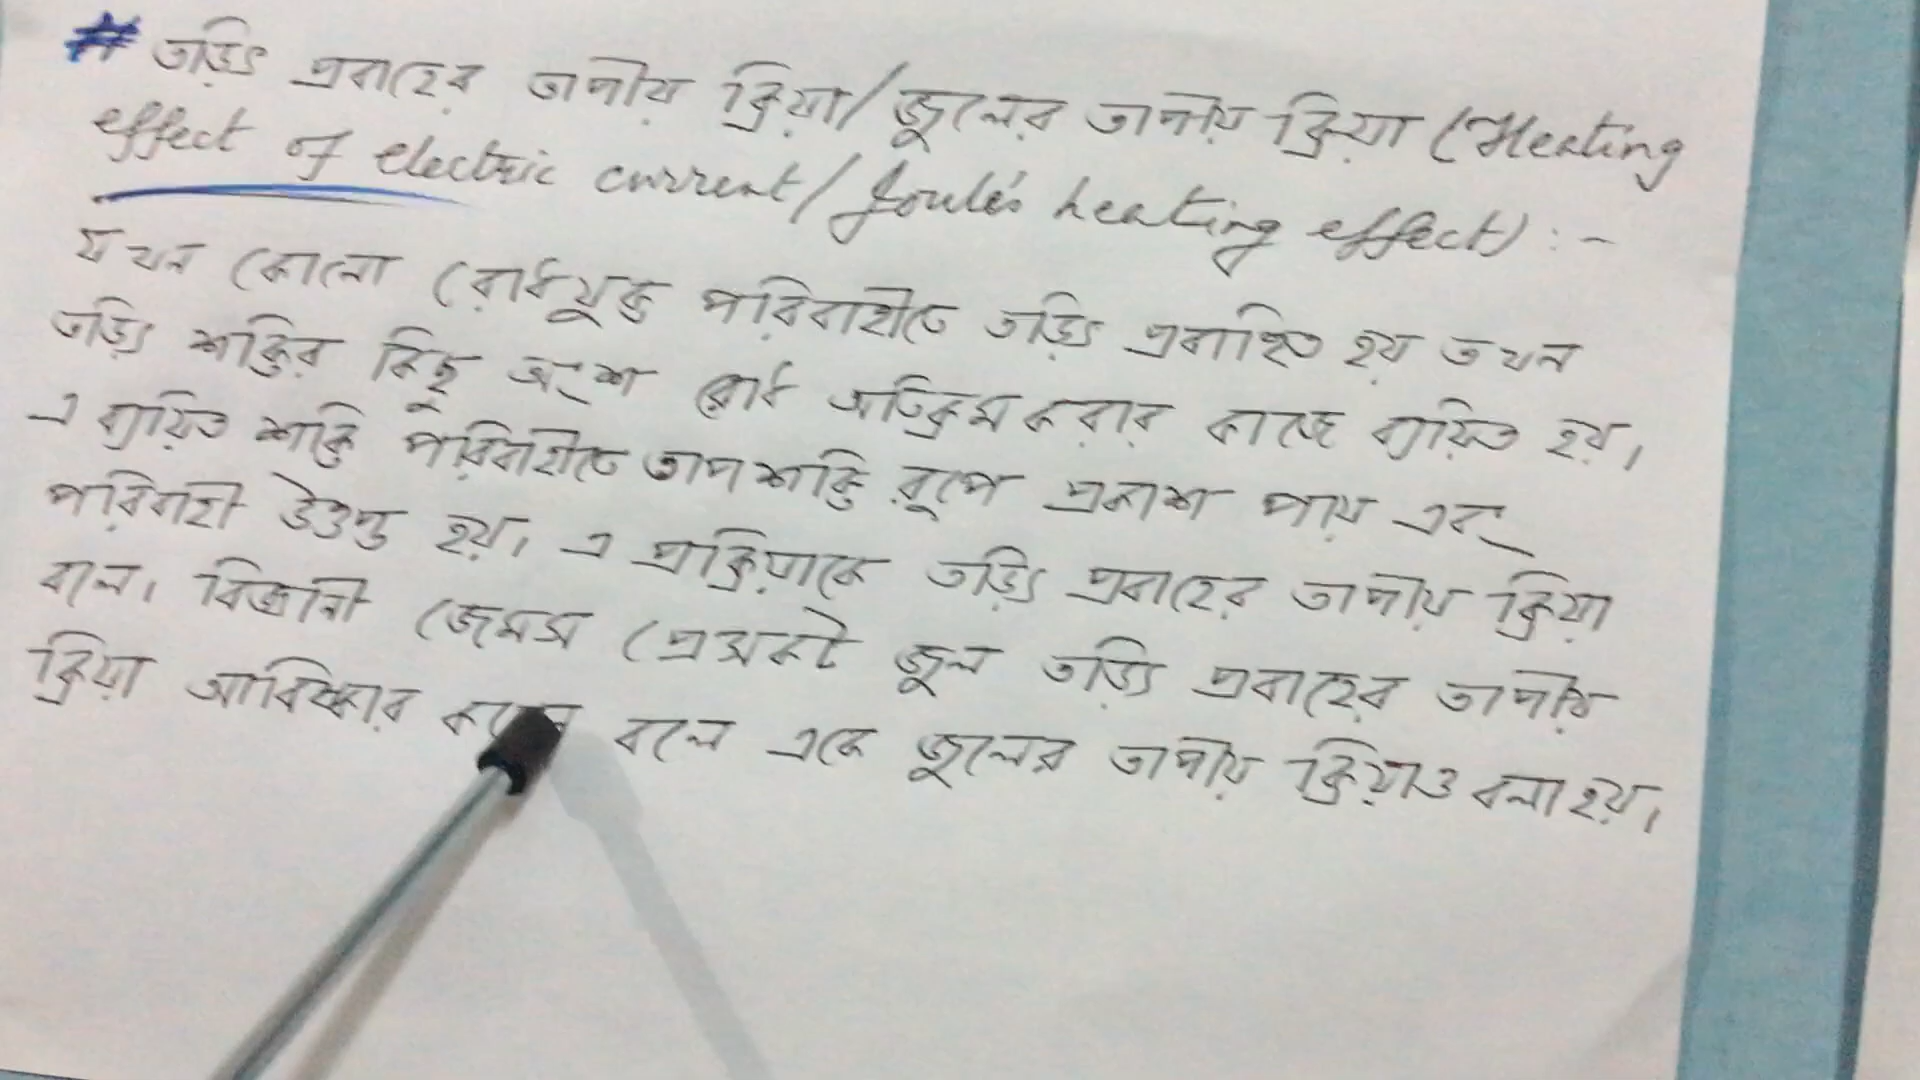 # তড়িৎ প্রবাহের তাপীয় ক্রিয়া/জুলের তাপীয় ক্রিয়া (Heating
effect of electric current/Joule's heating effect) :-
যখন কোনো রোধযুক্ত পরিবাহীতে তড়িৎ প্রবাহিত হয় তখন
তড়িৎ শক্তির কিছু অংশ রোধ অতিক্রম করার কাজে ব্যয়িত হয়।
এ ব্যয়িত শক্তি পরিবাহীতে তাপ শক্তি রূপে প্রকাশ পায় এবং
পরিবাহী উত্তপ্ত হয়। এ প্রক্রিয়াকে তড়িৎ প্রবাহের তাপীয় ক্রিয়া
বলে। বিজ্ঞানী জেমস প্রেসকট জুল তড়িৎ প্রবাহের তাপীয়
ক্রিয়া আবিষ্কার বলে একে জুলের তাপীয় ক্রিয়াও বলা হয়।